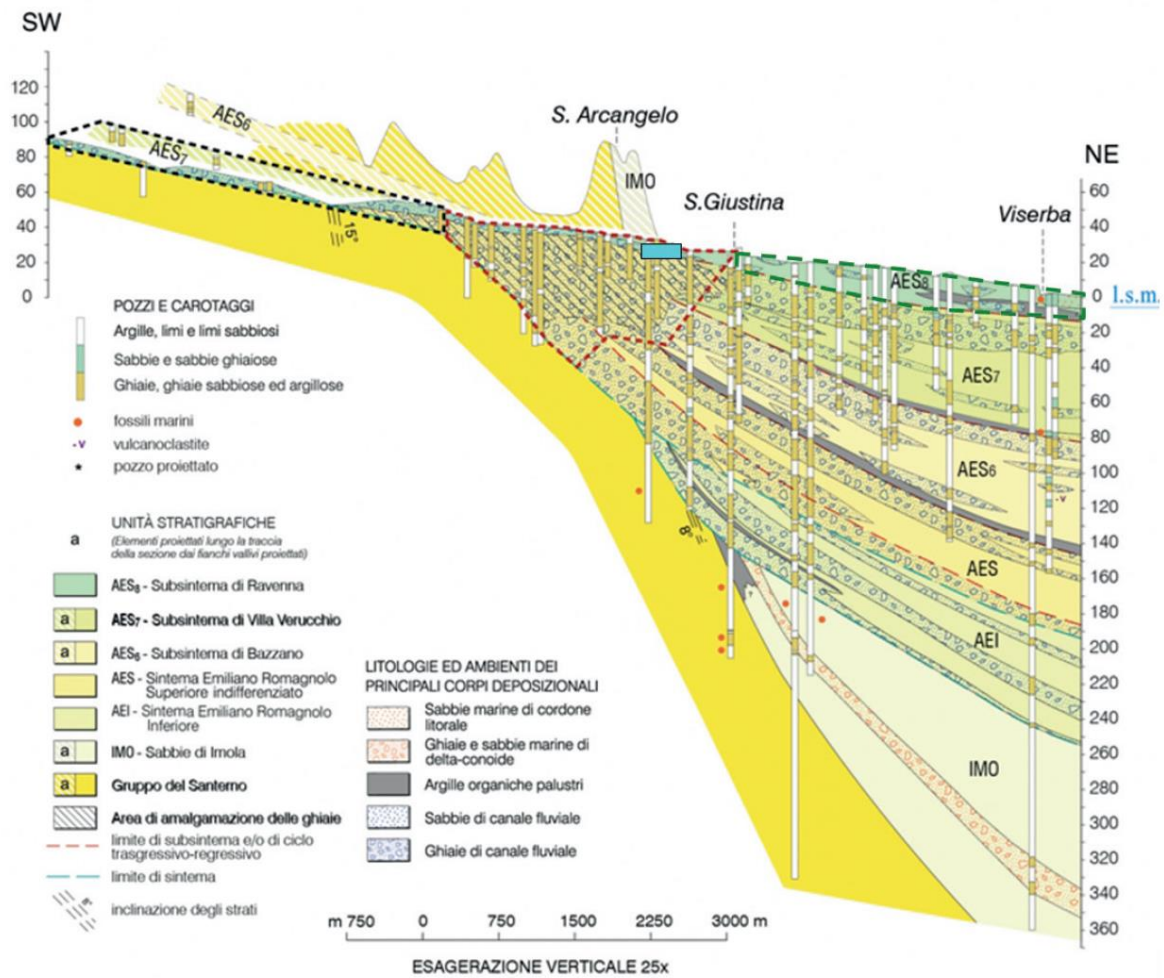 SW
120
100
80
60
40
20
0
AES6
AES7
15°
S. Arcangelo
IMO
S.Giustina
Viserba
NE
60
40
20
0
l.s.m.
20
40
60
80
100
120
140
160
180
200
220
240
260
280
300
320
340
360
AES8
AES7
AES6
-v
AES
AEI
IMO
8°
POZZI E CAROTAGGI
Argille, limi e limi sabbiosi
Sabbie e sabbie ghiaiose
Ghiaie, ghiaie sabbiose ed argillose
fossili marini
-v vulcanoclastite
* pozzo proiettato
UNITÀ STRATIGRAFICHE
a (Elementi proiettati lungo la traccia
della sezione dai fianchi vallivi proiettati)
AES8 - Subsintema di Ravenna
a AES7 - Subsintema di Villa Verucchio
a AES6 - Subsintema di Bazzano
AES - Sintema Emiliano Romagnolo
Superiore indifferenziato
AEI - Sintema Emiliano Romagnolo
Inferiore
a IMO - Sabbie di Imola
a Gruppo del Santerno
Area di amalgamazione delle ghiaie
limite di subsintema e/o di ciclo
trasgressivo-regressivo
limite di sintema
inclinazione degli strati
LITOLOGIE ED AMBIENTI DEI
PRINCIPALI CORPI DEPOSIZIONALI
Sabbie marine di cordone
litorale
Ghiaie e sabbie marine di
delta-conoide
Argille organiche palustri
Sabbie di canale fluviale
Ghiaie di canale fluviale
m 750 0 750 1500 2250 3000 m
ESAGERAZIONE VERTICALE 25x